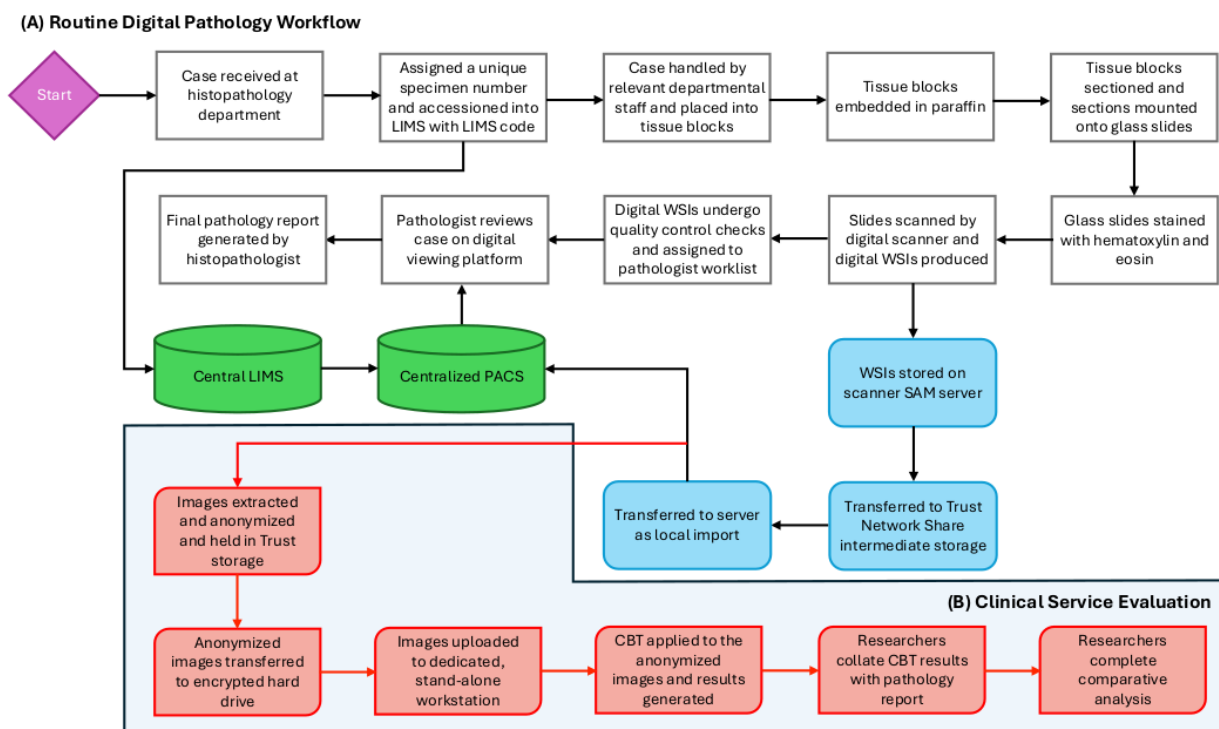 (A) Routine Digital Pathology Workflow
Start
Case received at
histopathology
department
Assigned a unique
specimen number
and accessioned into
LIMS with LIMS code
Case handled by
relevant departmental
staff and placed into
tissue blocks
Tissue blocks
embedded in paraffin
Tissue blocks
sectioned and
sections mounted
onto glass slides
Final pathology report
generated by
histopathologist
Pathologist reviews
case on digital
viewing platform
Digital WSIs undergo
quality control checks
and assigned to
pathologist worklist
Slides scanned by
digital scanner and
digital WSIs produced
Glass slides stained
with hematoxylin and
eosin
Central LIMS
Centralized PACS
WSIs stored on
scanner SAM server
Images extracted
and anonymized
and held in Trust
storage
Transferred to server
as local import
Transferred to Trust
Network Share
intermediate storage
(B) Clinical Service Evaluation
Anonymized
images transferred
to encrypted hard
drive
Images uploaded
to dedicated,
stand-alone
workstation
CBT applied to the
anonymized
images and results
generated
Researchers
collate CBT results
with pathology
report
Researchers
complete
comparative
analysis